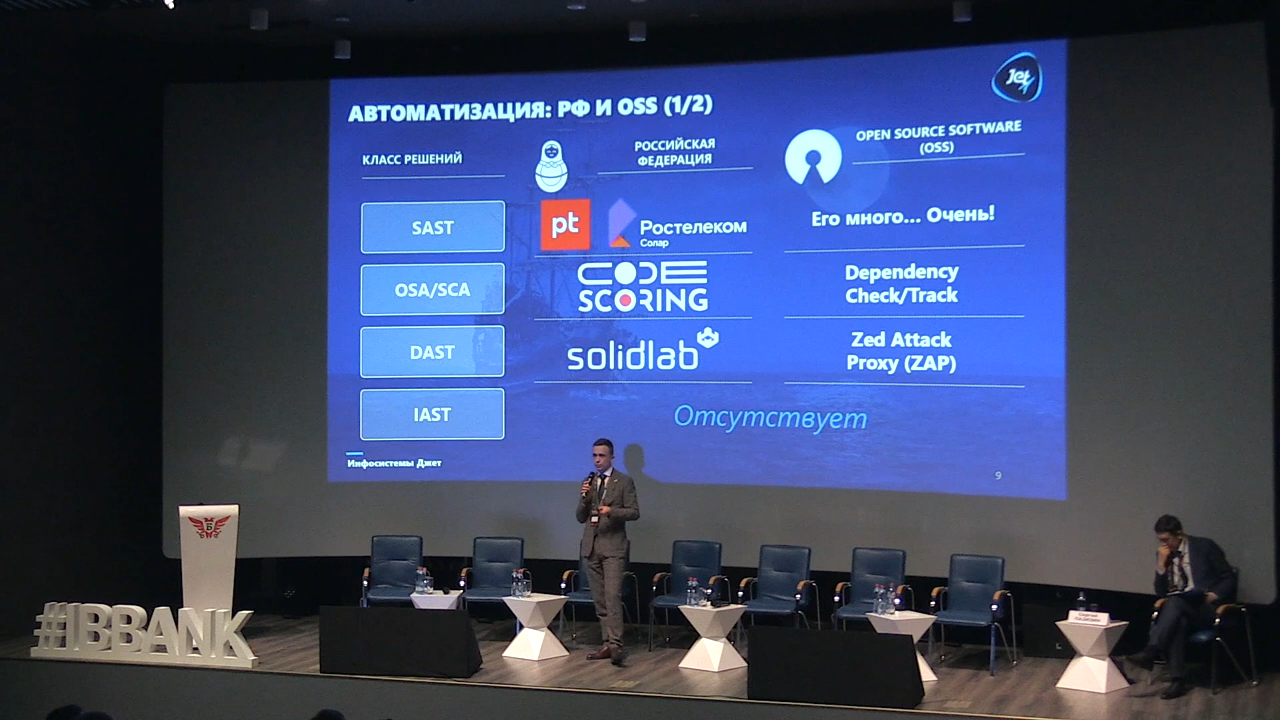 Jet
АВТОМАТИЗАЦИЯ: РФ И OSS (1/2)
КЛАСС РЕШЕНИЙ
РОССИЙСКАЯ
ФЕДЕРАЦИЯ
OPEN SOURCE SOFTWARE
(OSS)
SAST
pt
Ростелеком
Солар
Его много... Очень!
OSA/SCA
CODE
SCORING
Dependency
Check/Track
DAST
solidlab
Zed Attack
Proxy (ZAP)
IAST
Отсутствует
Инфосистемы Джет
9
#IBBANK